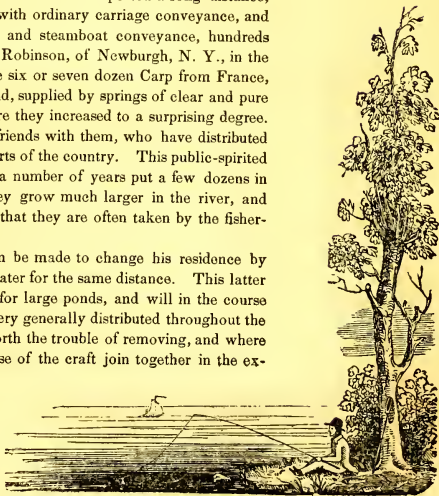 with ordinary carriage conveyance, and
and steamboat conveyance, hundreds
Robinson, of Newburgh, N. Y., in the
six or seven dozen Carp from France,
d, supplied by springs of clear and pure
re they increased to a surprising degree.
riends with them, who have distributed
rts of the country. This public-spirited
a number of years put a few dozens in
ey grow much larger in the river, and
that they are often taken by the fisher-
n be made to change his residence by
ater for the same distance. This latter
for large ponds, and will in the course
ery generally distributed throughout the
orth the trouble of removing, and where
se of the craft join together in the ex-